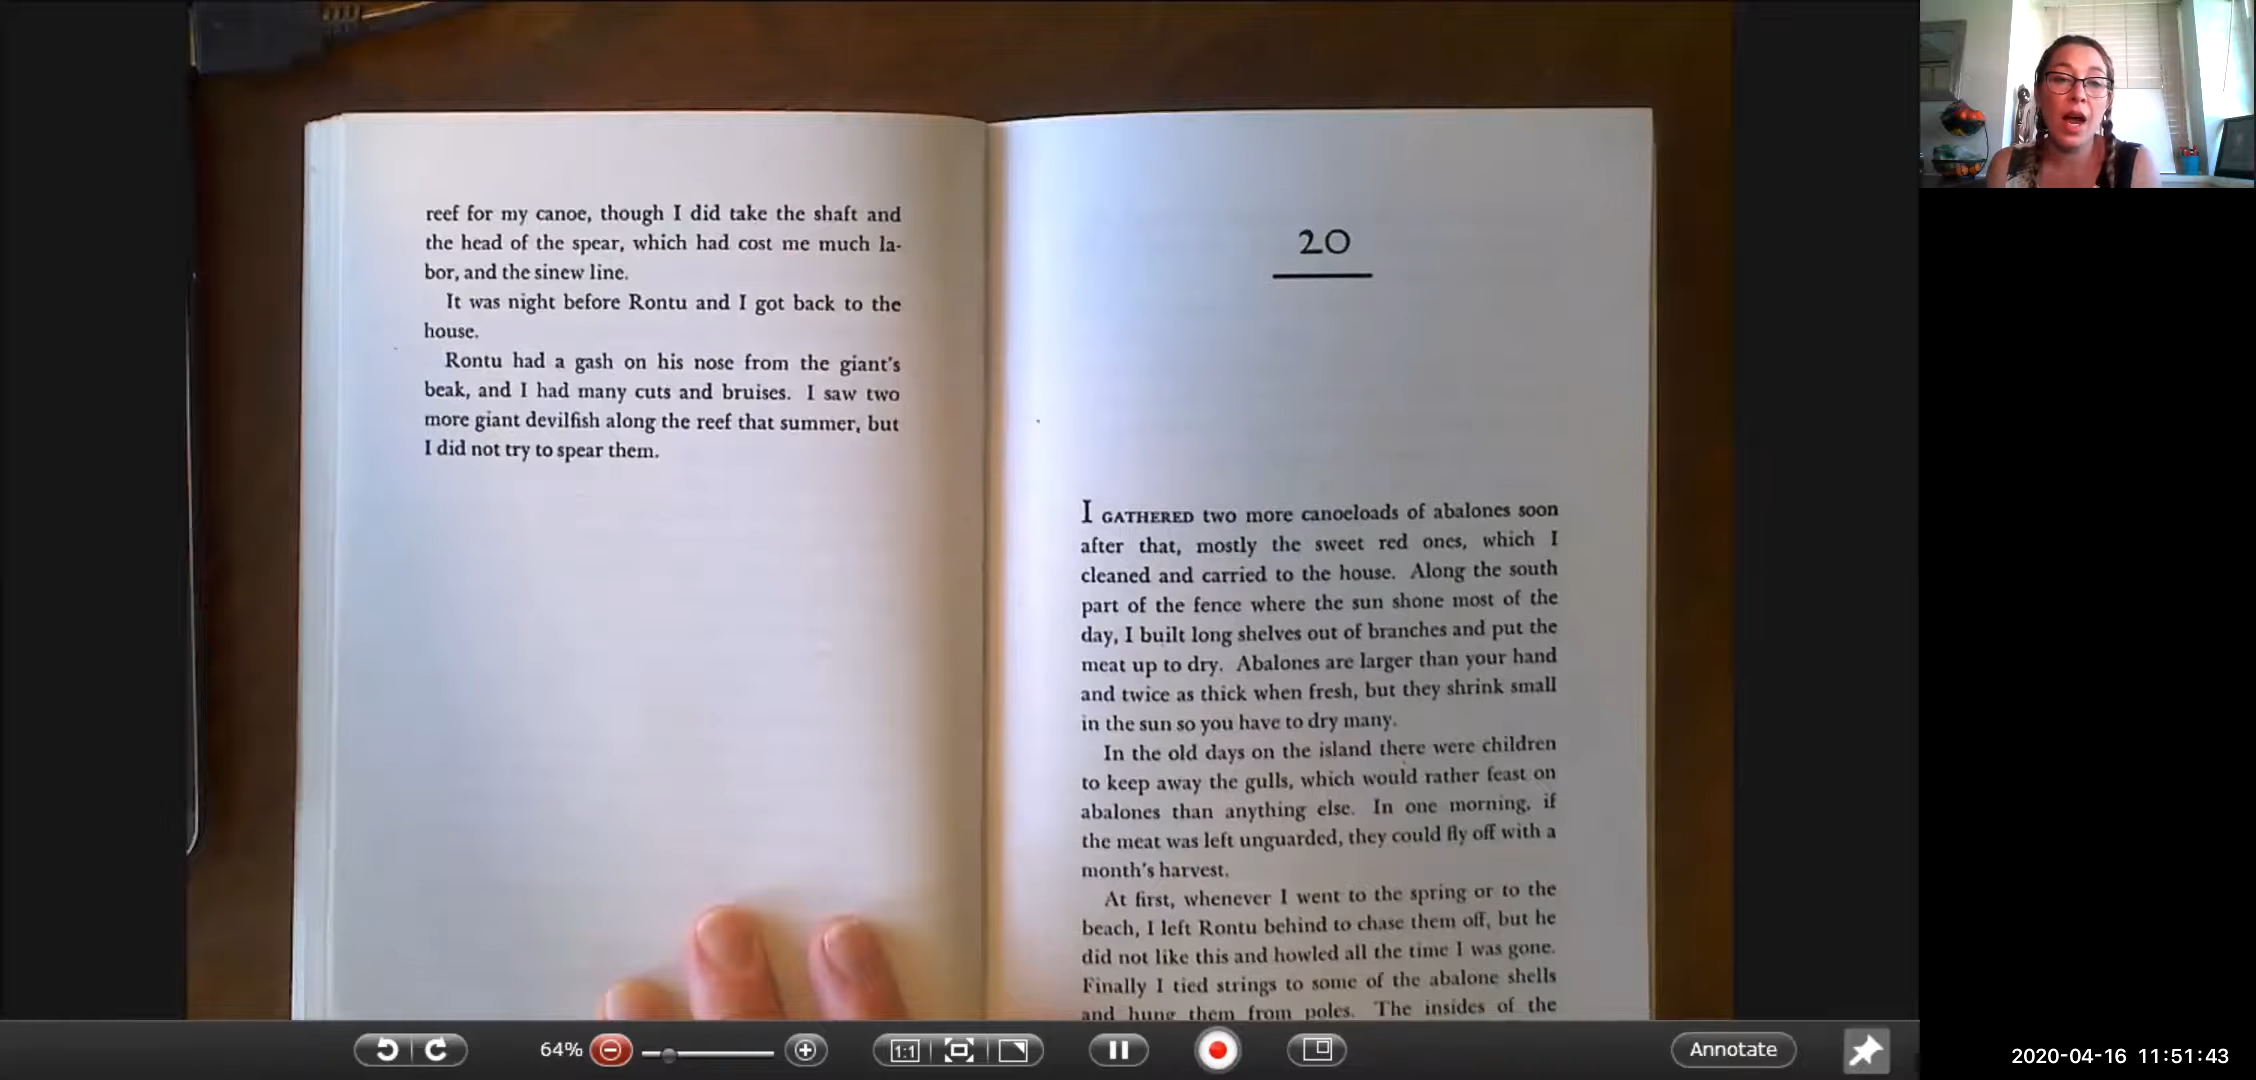 reef for my canoe, though I did take the shaft and
the head of the spear, which had cost me much la-
bor, and the sinew line.
It was night before Rontu and I got back to the
house.
Rontu had a gash on his nose from the giant's
beak, and I had many cuts and bruises. I saw two
more giant devilfish along the reef that summer, but
I did not try to spear them.
20
I GATHERED two more canoeloads of abalones soon
after that, mostly the sweet red ones, which I
cleaned and carried to the house. Along the south
part of the fence where the sun shone most of the
day, I built long shelves out of branches and put the
meat up to dry. Abalones are larger than your hand
and twice as thick when fresh, but they shrink small
in the sun so you have to dry many.
In the old days on the island there were children
to keep away the gulls, which would rather feast on
abalones than anything else. In one morning, if
the meat was left unguarded, they could fly off with a
month's harvest.
At first, whenever I went to the spring or to the
beach, I left Rontu behind to chase them off, but he
did not like this and howled all the time I was gone.
Finally I tied strings to some of the abalone shells
and hung them from poles. The insides of the
64%
1:1
Annotate
2020-04-16 11:51:43